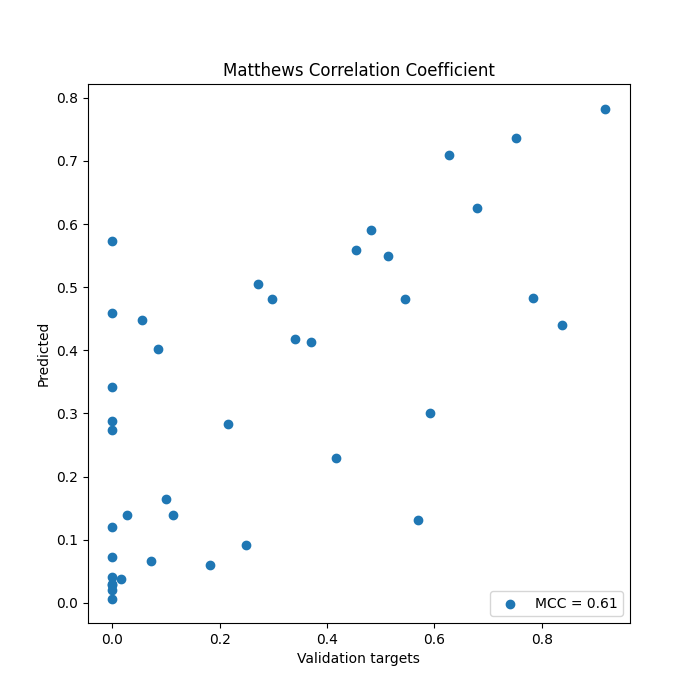 Matthews Correlation Coefficient
0.8
0.7
0.6
0.5
0.4
0.3
0.2
0.1
0.0
Predicted
0.0 0.2 0.4 0.6 0.8
Validation targets
MCC = 0.61